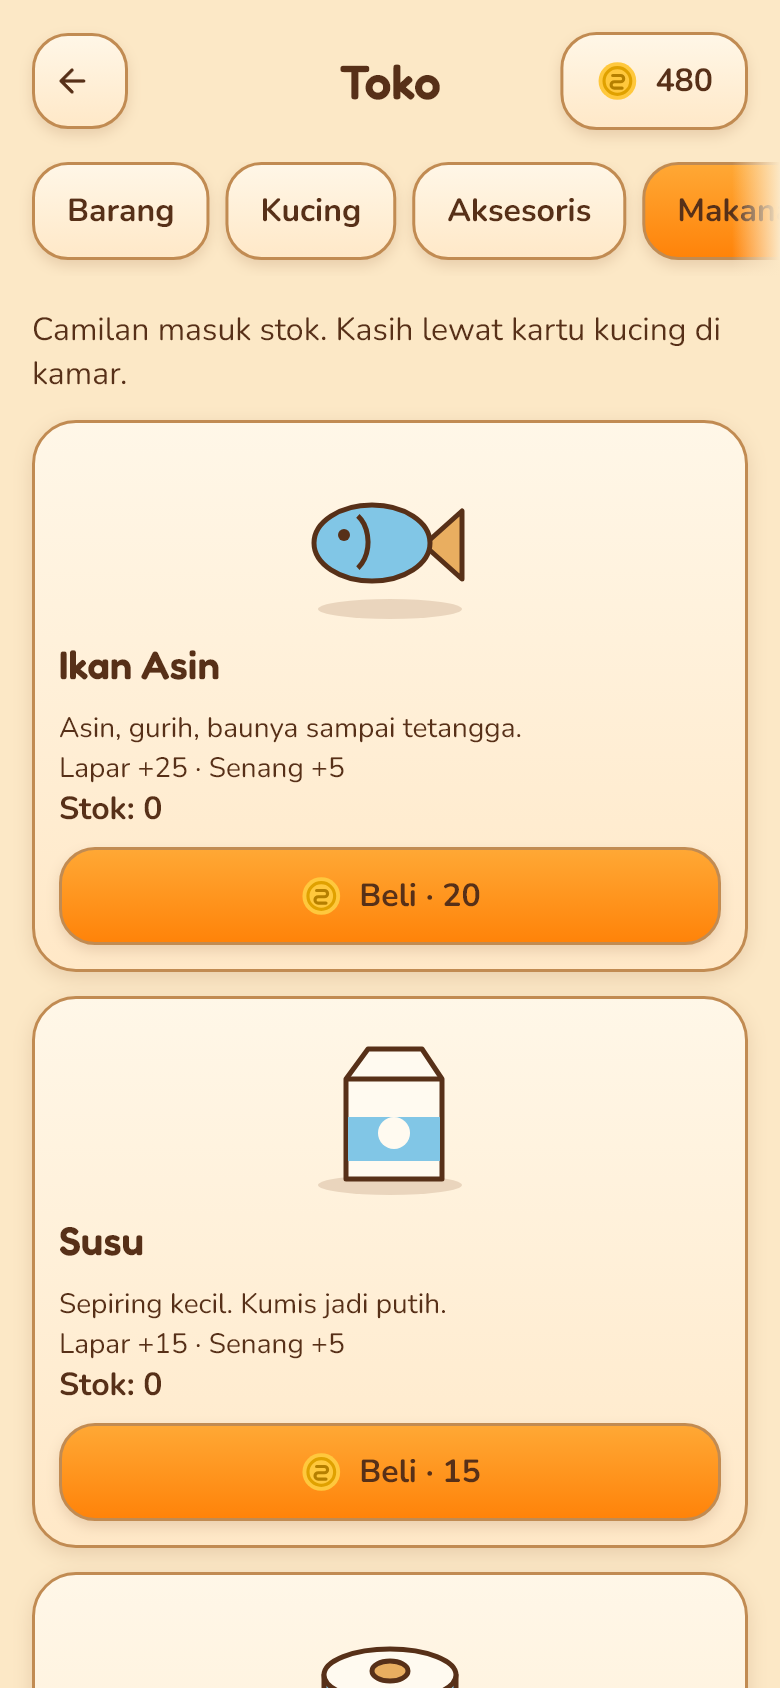 Toko
480
Barang
Kucing
Aksesoris
Makan
Camilan masuk stok. Kasih lewat kartu kucing di
kamar.
Ikan Asin
Asin, gurih, baunya sampai tetangga.
Lapar +25 · Senang +5
Stok: 0
Beli · 20
Susu
Sepiring kecil. Kumis jadi putih.
Lapar +15 · Senang +5
Stok: 0
Beli · 15